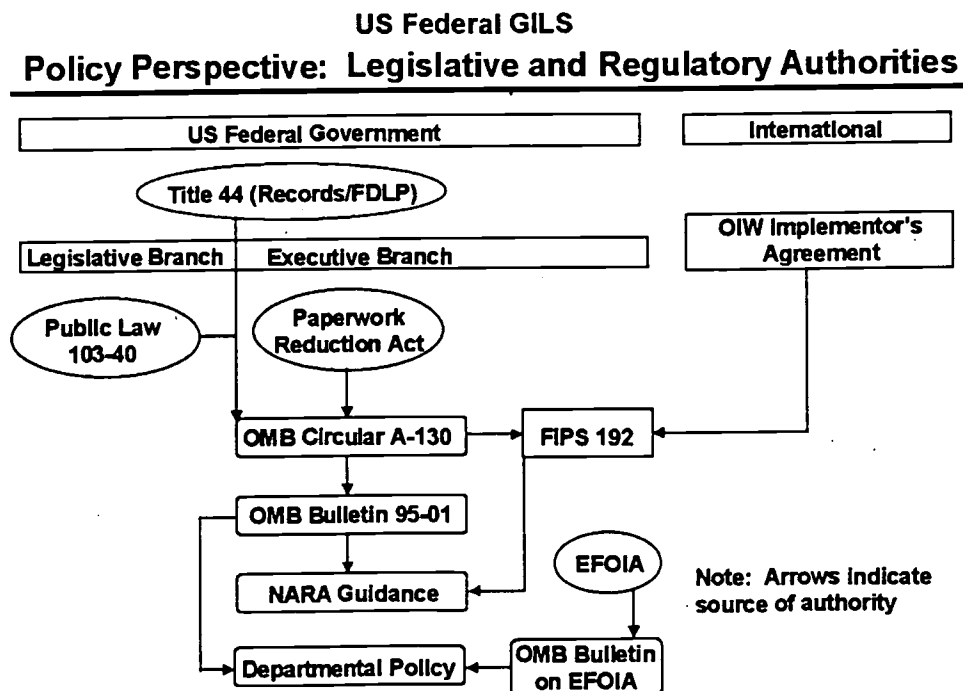 US Federal GILS
Policy Perspective: Legislative and Regulatory Authorities
US Federal Government
International
Title 44 (Records/FDLP)
OIW Implementor's
Agreement
Legislative Branch
Executive Branch
Public Law
103-40
Paperwork
Reduction Act
OMB Circular A-130
FIPS 192
OMB Bulletin 95-01
EFOIA
NARA Guidance
Note: Arrows indicate
source of authority
Departmental Policy
OMB Bulletin
on EFOIA